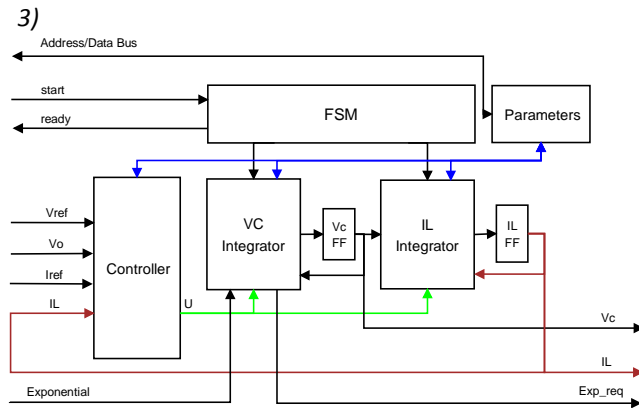 3)
Address/Data Bus
start
FSM
Parameters
ready
Vref
VC
Integrator
Vc
FF
IL
Integrator
IL
FF
Vo
Controller
Iref
IL
U
Vc
IL
Exponential
Exp_req